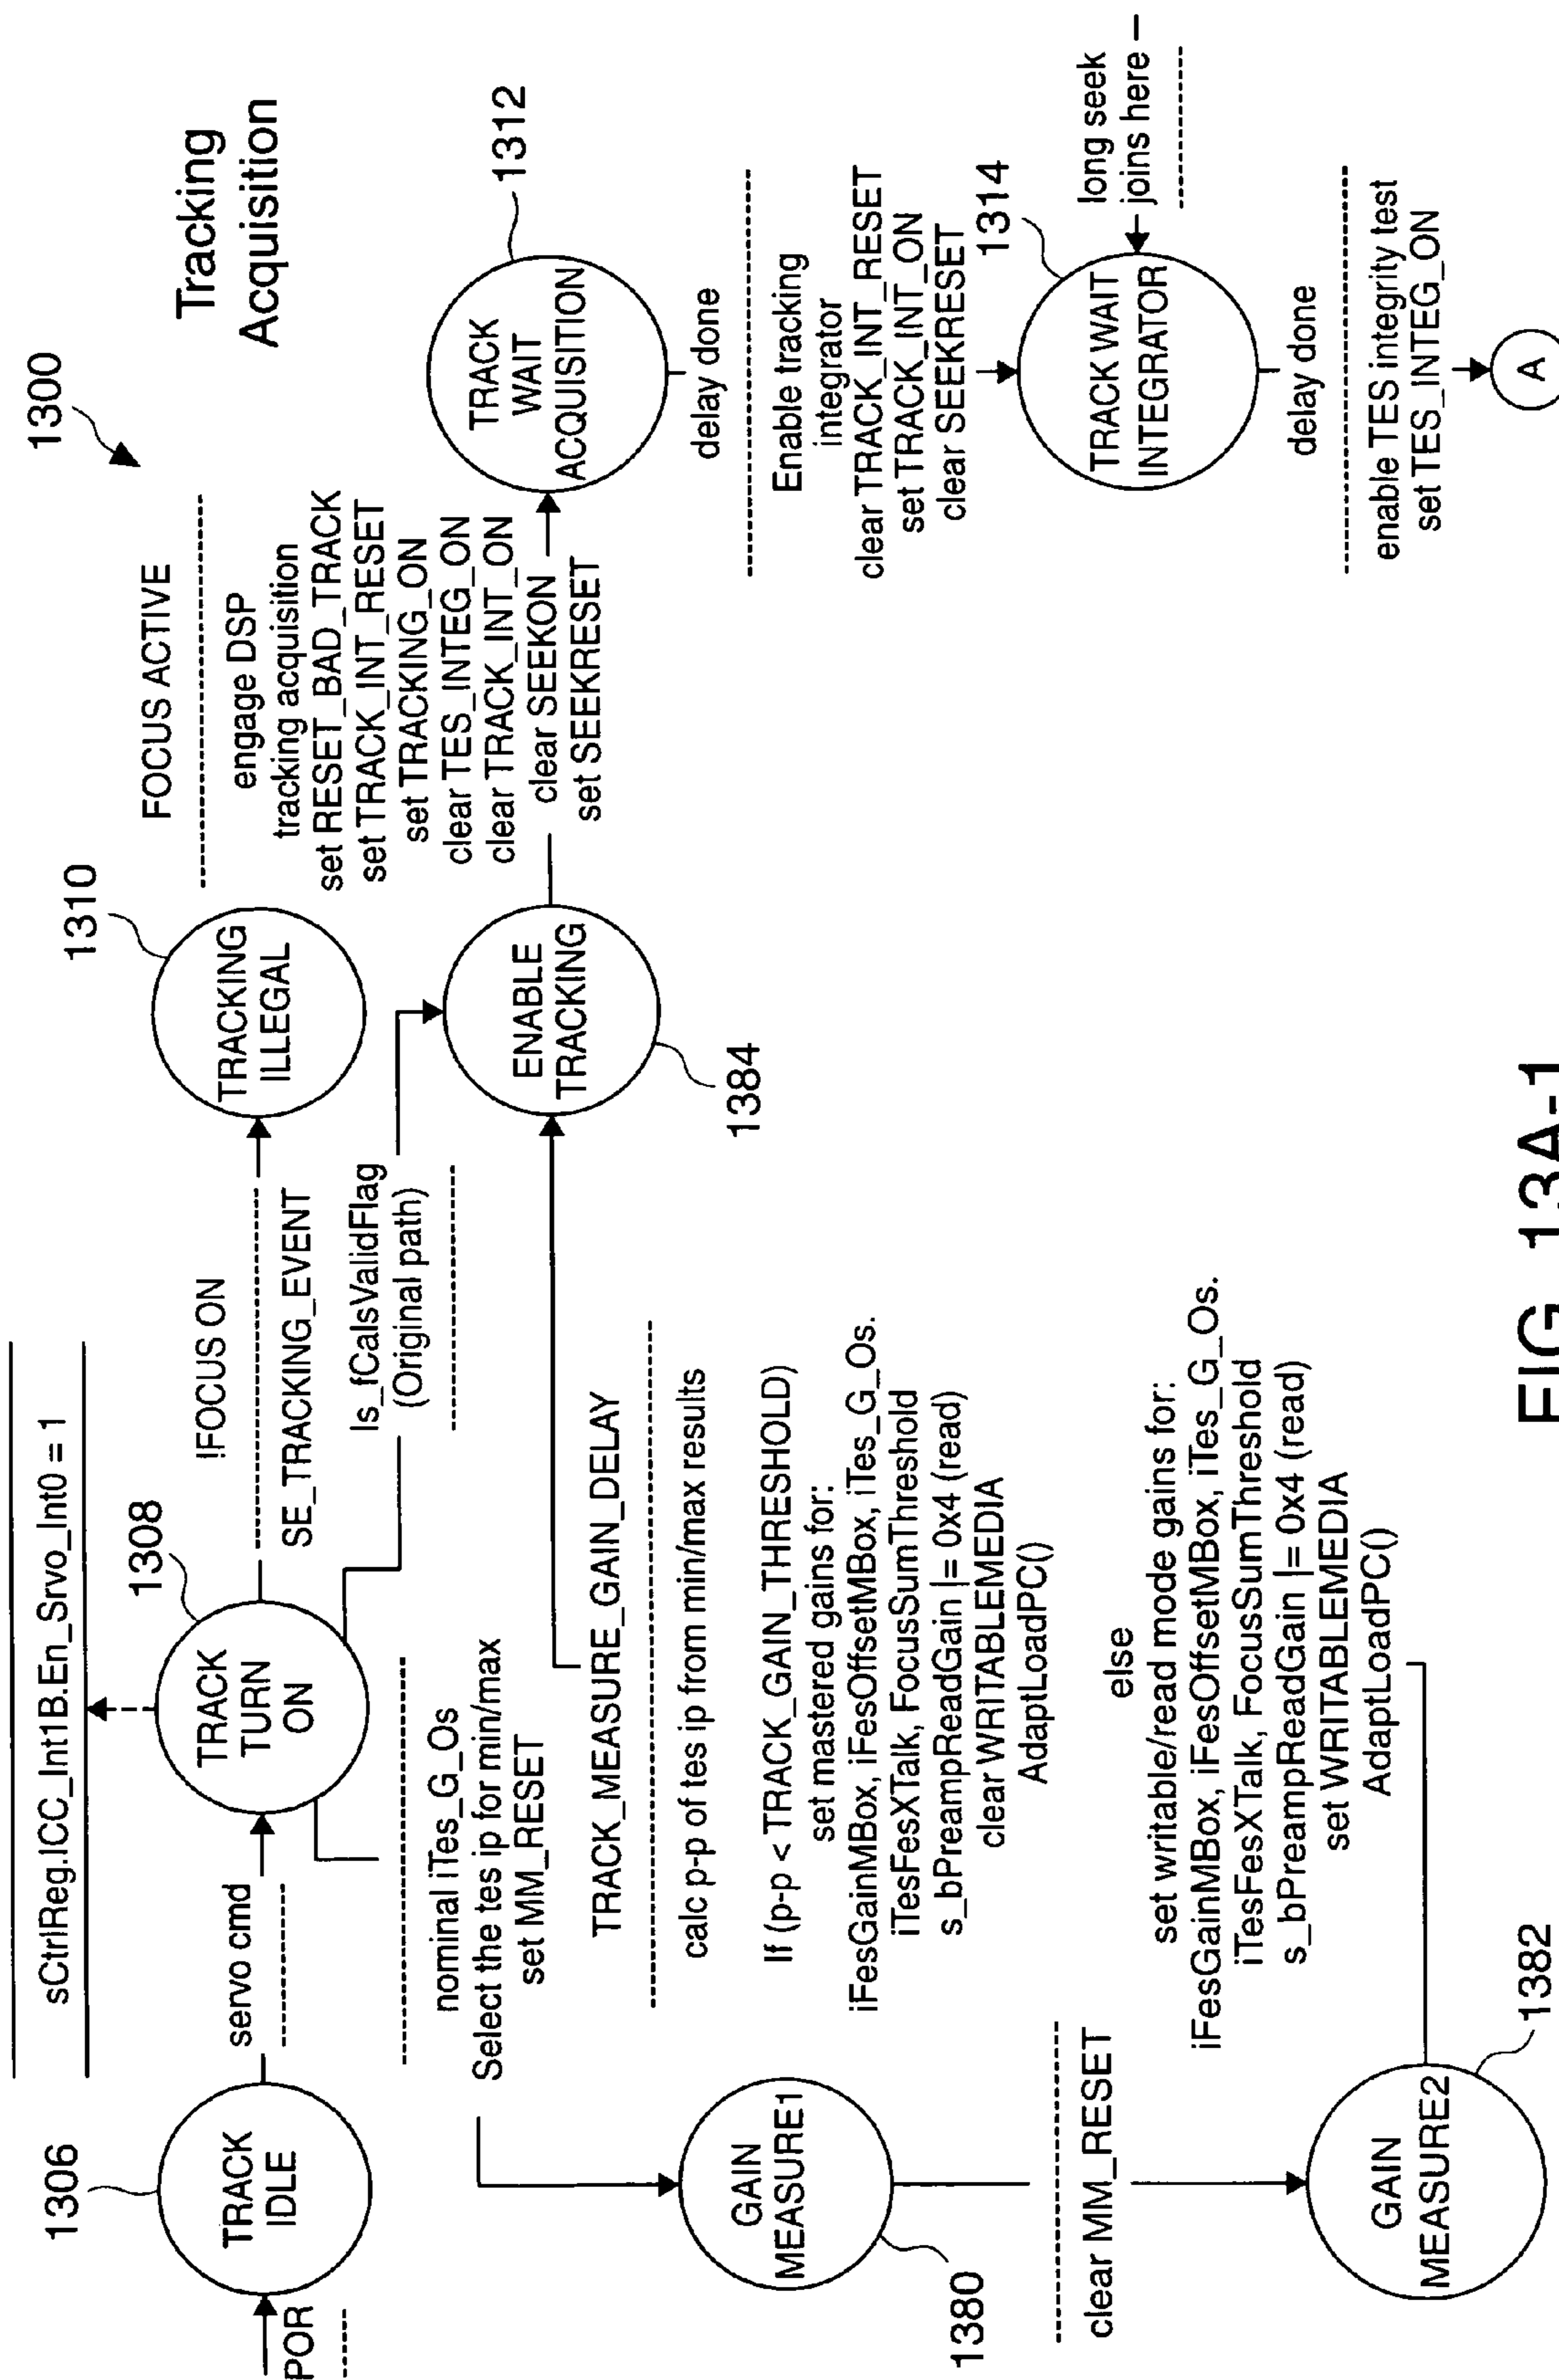 1300
Tracking
Acquisition
sCtrlReg.ICC_Int1B.En_Srvo_Int0 = 1
1306
TRACK
IDLE
POR
servo cmd
1308
TRACK
TURN
ON
!FOCUS ON
SE_TRACKING_EVENT
1310
TRACKING
ILLEGAL
Is_fCalsValidFlag
(Original path)
nominal iTes_G_Os
Select the tes ip for min/max
set MM_RESET
FOCUS ACTIVE
engage DSP
tracking acquisition
set RESET_BAD_TRACK
set TRACK_INT_RESET
set TRACKING_ON
clear TES_INTEG_ON
clear TRACK_INT_ON
clear SEEKON
set SEEKRESET
ENABLE
TRACKING
1384
1312
TRACK
WAIT
ACQUISITION
delay done
Enable tracking
integrator
clear TRACK_INT_RESET
set TRACK_INT_ON
clear SEEKRESET
1314
TRACK WAIT
INTEGRATOR
long seek
joins here
delay done
enable TES integrity test
set TES_INTEG_ON
A
TRACK_MEASURE_GAIN_DELAY
calc p-p of tes ip from min/max results
If (p-p < TRACK_GAIN_THRESHOLD)
set mastered gains for:
iFesGainMBox, iFesOffsetMBox, iTes_G_Os.
iTesFesXTalk, FocusSumThreshold
s_bPreampReadGain |= 0x4 (read)
clear WRITABLEMEDIA
AdaptLoadPC()
else
set writable/read mode gains for:
iFesGainMBox, iFesOffsetMBox, iTes_G_Os.
iTesFesXTalk, FocusSumThreshold
s_bPreampReadGain |= 0x4 (read)
set WRITABLEMEDIA
AdaptLoadPC()
GAIN
MEASURE1
1380
clear MM_RESET
GAIN
MEASURE2
1382
FIG. 13A-1